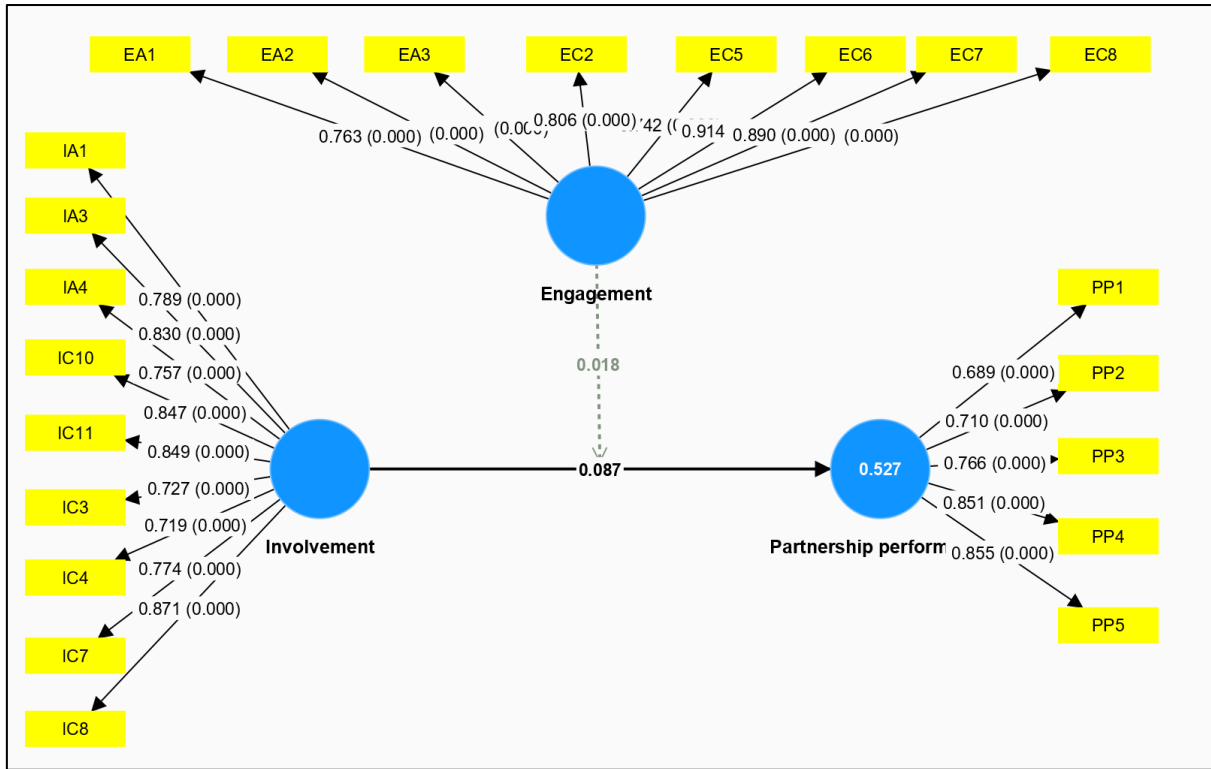 EA1
EA2
EA3
EC2
EC5
EC6
EC7
EC8
0.763 (0.000)
(0.000)
0.806 (0.000)
0.914
0.890 (0.000)
(0.000)
Engagement
0.018
IA1
IA3
IA4
IC10
IC11
IC3
IC4
IC7
IC8
0.789 (0.000)
0.830 (0.000)
0.757 (0.000)
0.847 (0.000)
0.849 (0.000)
0.727 (0.000)
0.719 (0.000)
0.774 (0.000)
0.871 (0.000)
Involvement
0.087
0.527
Partnership perform
0.689 (0.000)
0.710 (0.000)
0.766 (0.000)
0.851 (0.000)
0.855 (0.000)
PP1
PP2
PP3
PP4
PP5